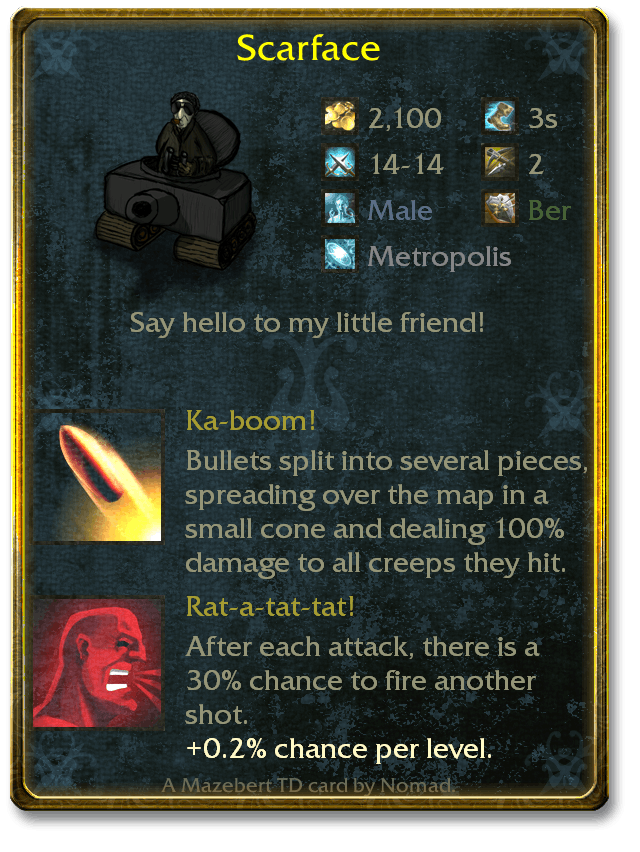 Scarface
2,100 3s
14-14 2
Male Ber
Metropolis
Say hello to my little friend!
Ka-boom!
Bullets split into several pieces,
spreading over the map in a
small cone and dealing 100%
damage to all creeps they hit.
Rat-a-tat-tat!
After each attack, there is a
30% chance to fire another
shot.
+0.2% chance per level.
A Mazebert TD card by Nomad.